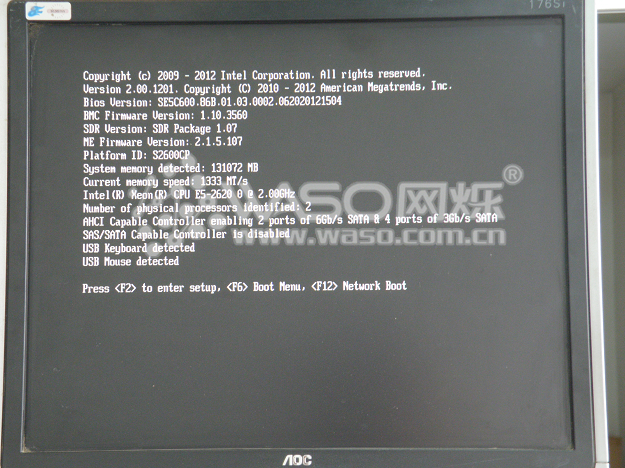 176Si
Copyright (c) 2009 - 2012 Intel Corporation. All rights reserved.
Version 2.00.1201. Copyright (C) 2010 - 2012 American Megatrends, Inc.
Bios Version: SE5C600.86B.01.03.0002.062020121504
BMC Firmware Version: 1.10.3560
SDR Version: SDR Package 1.07
ME Firmware Version: 2.1.5.107
Platform ID: S2600CP
System memory detected: 131072 MB
Current memory speed: 1333 MT/s
Intel(R) Xeon(R) CPU E5-2620 0 @ 2.00GHz
Number of physical processors identified: 2
AHCI Capable Controller enabling 2 ports of 6Gb/s SATA & 4 ports of 3Gb/s SATA
SAS/SATA Capable Controller is disabled
USB Keyboard detected
USB Mouse detected
WASO网烁®
www.waso.com.cn
Press <F2> to enter setup, <F6> Boot Menu, <F12> Network Boot
AOC